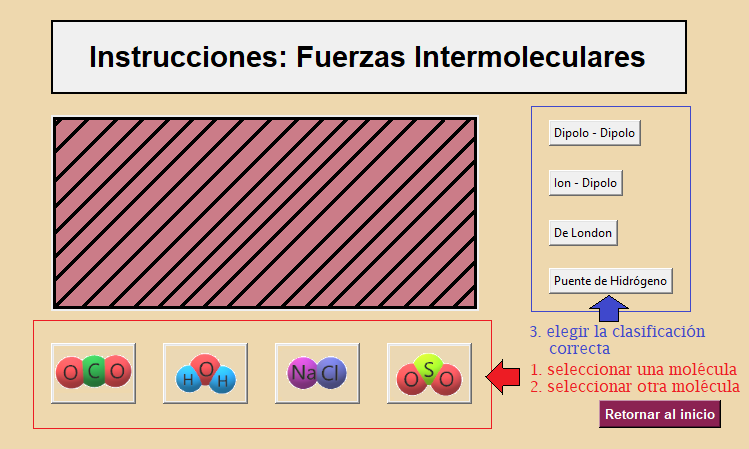 Instrucciones: Fuerzas Intermoleculares
Dipolo - Dipolo
Ion - Dipolo
De London
Puente de Hidrógeno
3. elegir la clasificación
correcta
O C O
H O H
Na Cl
O S O
1. seleccionar una molécula
2. seleccionar otra molécula
Retornar al inicio